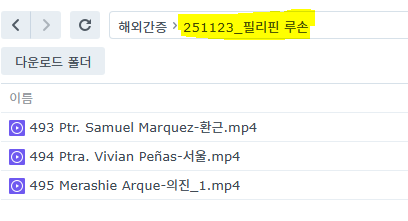 해외간증 > 251123_필리핀 루손
다운로드 폴더
이름
493 Ptr. Samuel Marquez-환근.mp4
494 Ptra. Vivian Peñas-서울.mp4
495 Merashie Arque-의진_1.mp4